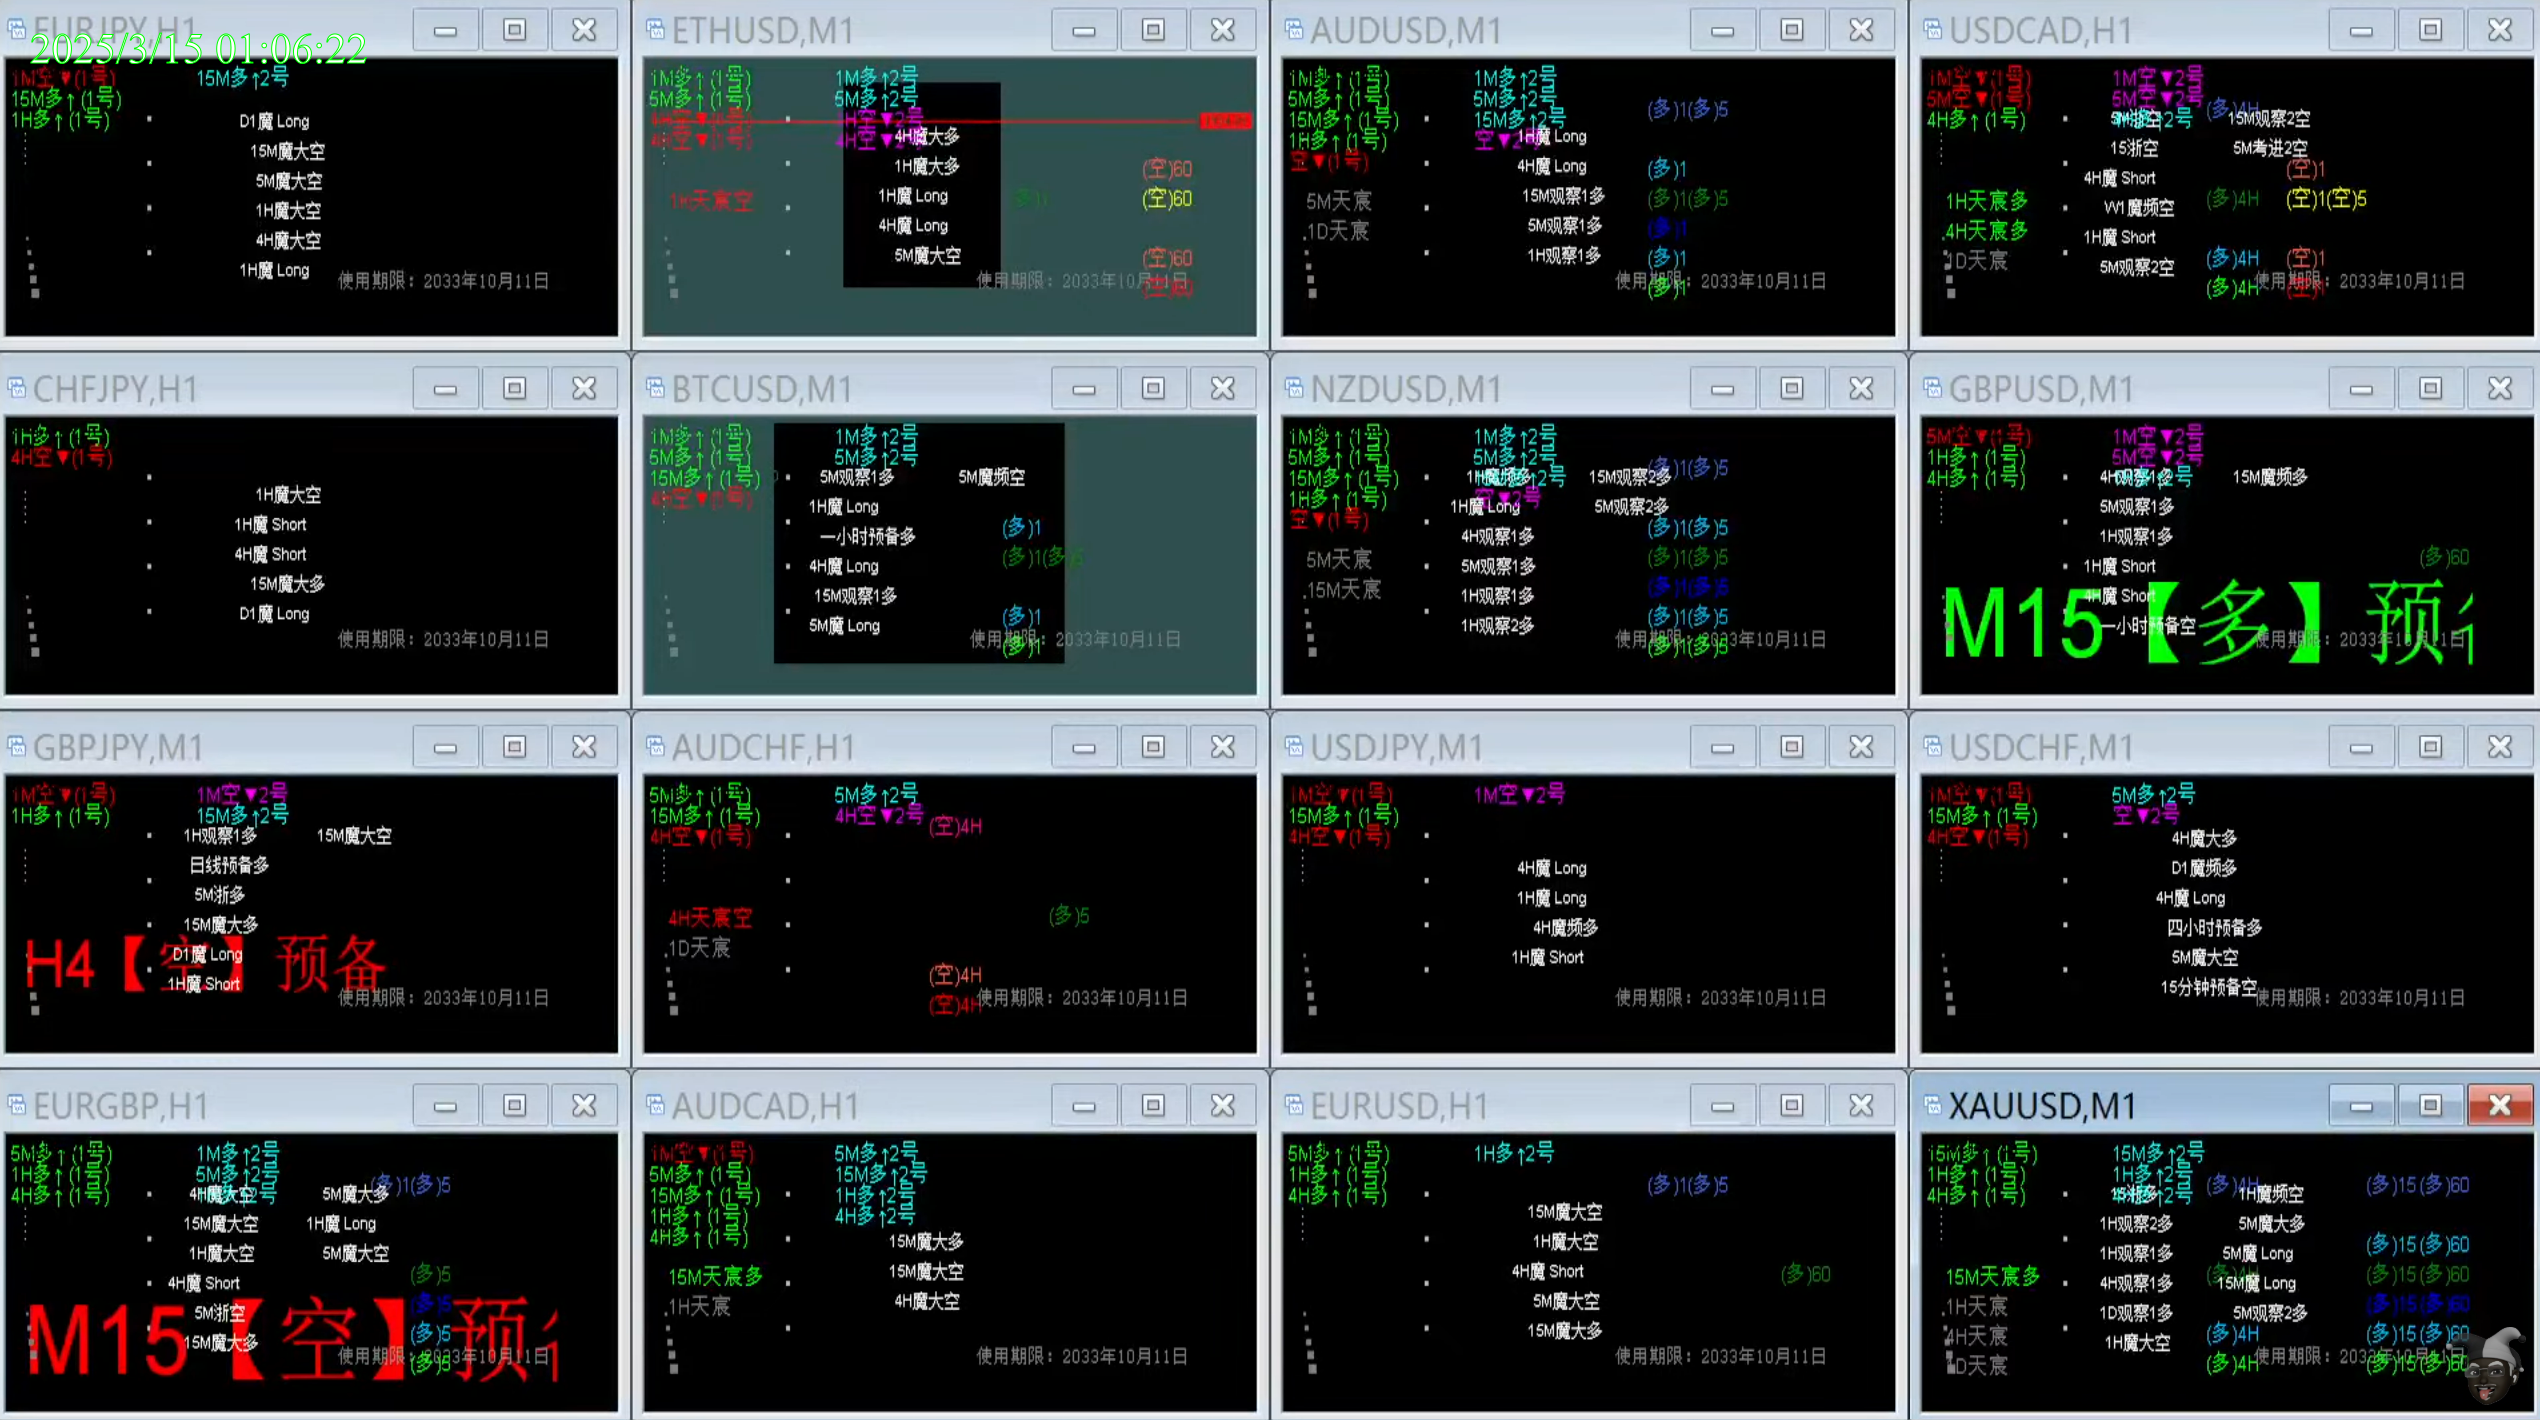 EURJPY,H1
2025/3/15 01:06:22
1M空▼(1号) 15M多↑2号
15M多↑(1号)
1H多↑(1号)
D1魔 Long
15M魔大空
5M魔大空
1H魔大空
4H魔大空
1H魔 Long
使用期限：2033年10月11日
ETHUSD,M1
1M多↑(1号) 1M多↑2号
5M多↑(1号) 5M多↑2号
1H空▼2号
4H空▼(1号) 4H空▼2号
4H魔大多
1H魔大多 (空)60
1H天宸空 1H魔 Long (空)60
4H魔 Long
5M魔大空 (空)60
使用期限：2033年10月11日
AUDUSD,M1
1M多↑(1号) 1M多↑2号
5M多↑(1号) 5M多↑2号 (多)1(多)5
15M多↑(1号) 15M多↑2号
1H多↑(1号) 空▼2号 1H魔 Long
空▼(1号) 4H魔 Long (多)1
5M天宸 15M观察1多 (多)1(多)5
1D天宸 5M观察1多 (多)1
1H观察1多 (多)1
使用期限：2033年10月11日
(多)1
USDCAD,H1
1M空▼(1号) 1M空▼2号
5M空▼(1号) 5M空▼2号 (多)4H
4H多↑(1号) 15M观察2空
15浙空 5M考进2空
(空)1
4H魔 Short
1H天宸多 W1魔频空 (多)4H (空)1(空)5
4H天宸多 1H魔 Short
1D天宸 5M观察2空 (多)4H (空)1
(多)4H 使用期限：2033年10月11日
CHFJPY,H1
1H多↑(1号)
4H空▼(1号)
1H魔大空
1H魔 Short
4H魔 Short
15M魔大多
D1魔 Long
使用期限：2033年10月11日
BTCUSD,M1
1M多↑(1号) 1M多↑2号
5M多↑(1号) 5M多↑2号
15M多↑(1号) 5M观察1多 5M魔频空
4H空▼(1号) 1H魔 Long
一小时预备多 (多)1
4H魔 Long (多)1(多)5
15M观察1多
5M魔 Long (多)1
使用期限：2033年10月11日
(多)1
NZDUSD,M1
1M多↑(1号) 1M多↑2号
5M多↑(1号) 5M多↑2号 (多)1(多)5
15M多↑(1号) 1H魔频多 15M观察2多
1H多↑(1号) 空▼2号 1H魔 Long 5M观察2多
空▼(1号) 4H观察1多 (多)1(多)5
5M天宸 5M观察1多 (多)1(多)5
15M天宸 1H观察1多 (多)1(多)5
1H观察2多 (多)1(多)5
使用期限：2033年10月11日
(多)1(多)5
GBPUSD,M1
5M空▼(1号) 1M空▼2号
1H多↑(1号) 5M空▼2号
4H多↑(1号) 4H观察1多 15M魔频多
5M观察1多
1H观察1多
1H魔 Short (多)60
4H魔 Short
M15【多】预
一小时预备空
使用期限：2033年10月11日
GBPJPY,M1
1M空▼(1号) 1M空▼2号
1H多↑(1号) 15M多↑2号
1H观察1多 15M魔大空
日线预备多
5M浙多
15M魔大多
H4【空】预备
D1魔 Long
1H魔 Short
使用期限：2033年10月11日
AUDCHF,H1
5M多↑(1号) 5M多↑2号
15M多↑(1号) 4H空▼2号 (空)4H
4H空▼(1号)
4H天宸空 (多)5
1D天宸
(空)4H
(空)4H 使用期限：2033年10月11日
USDJPY,M1
1M空▼(1号) 1M空▼2号
15M多↑(1号)
4H空▼(1号)
4H魔 Long
1H魔 Long
4H魔频多
1H魔 Short
使用期限：2033年10月11日
USDCHF,M1
1M空▼(1号) 5M多↑2号
15M多↑(1号) 空▼2号
4H空▼(1号) 4H魔大多
D1魔频多
4H魔 Long
四小时预备多
5M魔大空
15分钟预备空
使用期限：2033年10月11日
EURGBP,H1
5M多↑(1号) 1M多↑2号
1H多↑(1号) 5M多↑2号 (多)1(多)5
4H多↑(1号) 4H魔大空 5M魔大多
15M魔大空 1H魔 Long
1H魔大空 5M魔大空
4H魔 Short (多)5
5M浙空 (多)5
M15【空】预
15M魔大多 (多)5
使用期限：2033年10月11日
(多)5
AUDCAD,H1
1M空▼(1号) 5M多↑2号
5M多↑(1号) 15M多↑2号
15M多↑(1号) 1H多↑2号
1H多↑(1号) 4H多↑2号
4H多↑(1号) 15M魔大多
15M天宸多 15M魔大空
1H天宸 4H魔大空
使用期限：2033年10月11日
EURUSD,H1
5M多↑(1号) 1H多↑2号
1H多↑(1号) (多)1(多)5
4H多↑(1号)
15M魔大空
1H魔大空
4H魔 Short (多)60
5M魔大空
15M魔大多
使用期限：2033年10月11日
XAUUSD,M1
15M多↑(1号) 15M多↑2号
1H多↑(1号) 1H多↑2号 (多)4H (多)15(多)60
4H多↑(1号) 1H魔频空
1H观察2多 5M魔大多
1H观察1多 5M魔 Long (多)15(多)60
15M天宸多 4H观察1多 15M魔 Long (多)15(多)60
1H天宸 1D观察1多 5M观察2多 (多)15(多)60
4H天宸 1H魔大空 (多)4H (多)15(多)60
1D天宸 (多)4H 使用期限：2033年10月11日
(多)15(多)60